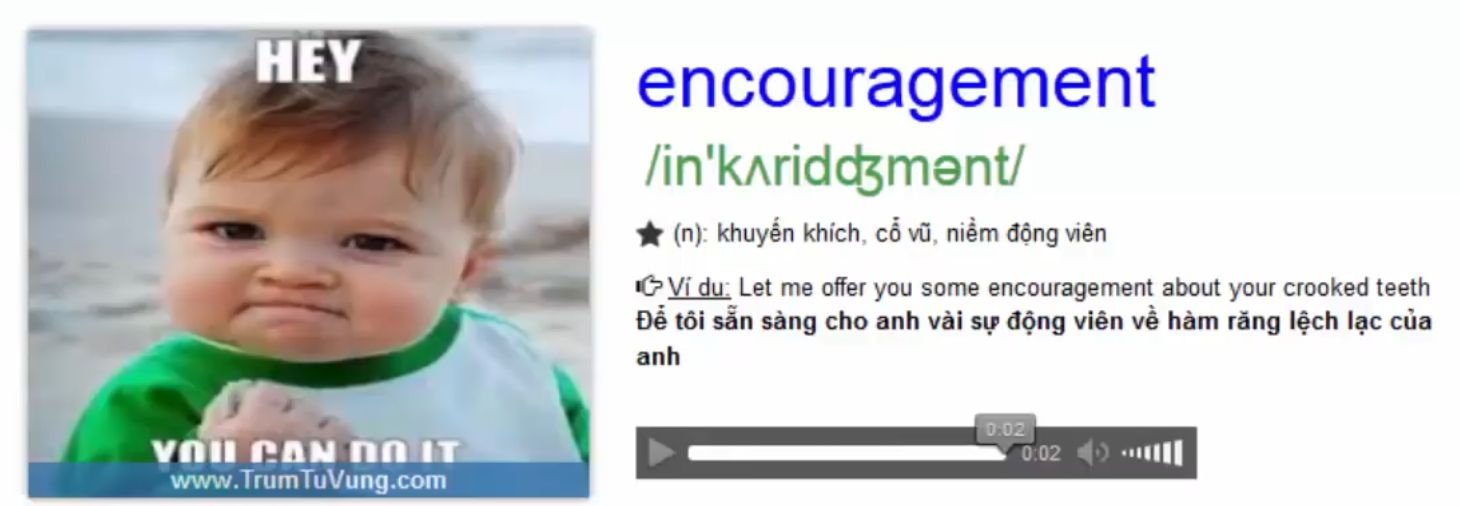 HEY
YOU CAN DO IT
www.TrumTuVung.com
encouragement
/in'kʌridʤmənt/
(n): khuyến khích, cổ vũ, niềm động viên
Ví dụ: Let me offer you some encouragement about your crooked teeth
Để tôi sẵn sàng cho anh vài sự động viên về hàm răng lệch lạc của
anh
0:02
0:02